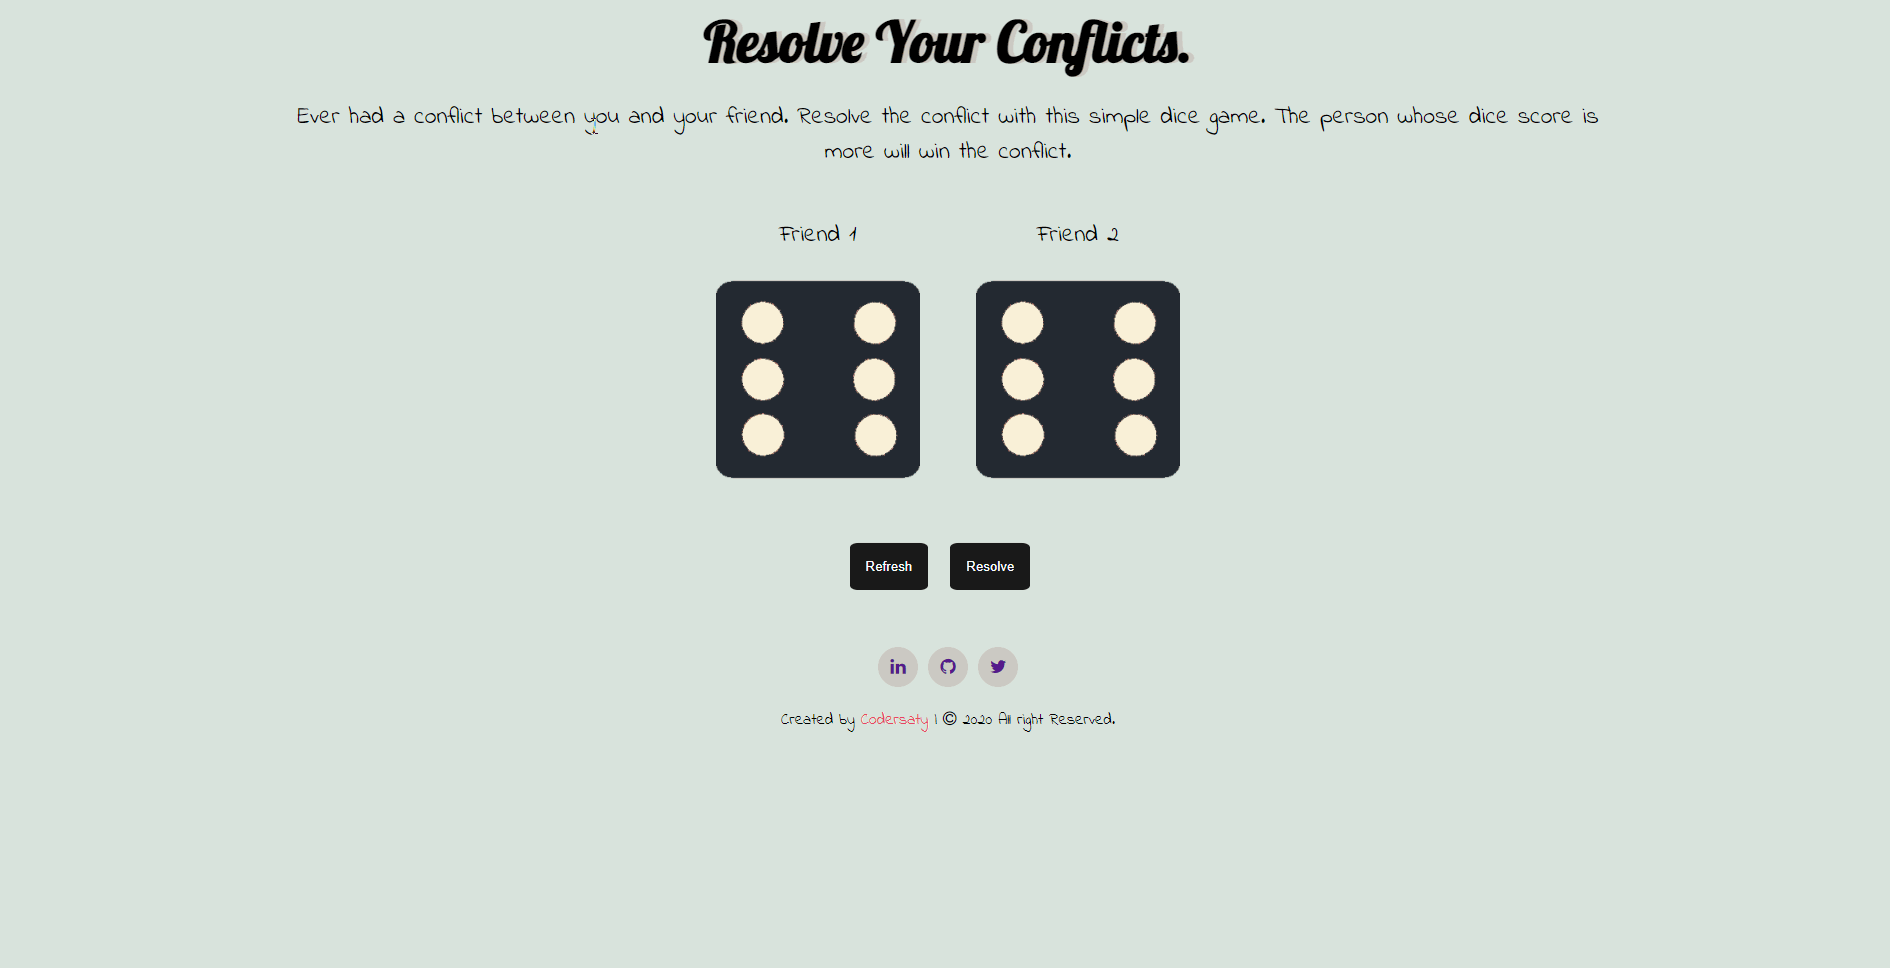 Resolve Your Conflicts.
Ever had a conflict between you and your friend. Resolve the conflict with this simple dice game. The person whose dice score is
more will win the conflict.
Friend 1 Friend 2
Refresh Resolve
in
Created by Codersaty | © 2020 All right Reserved.